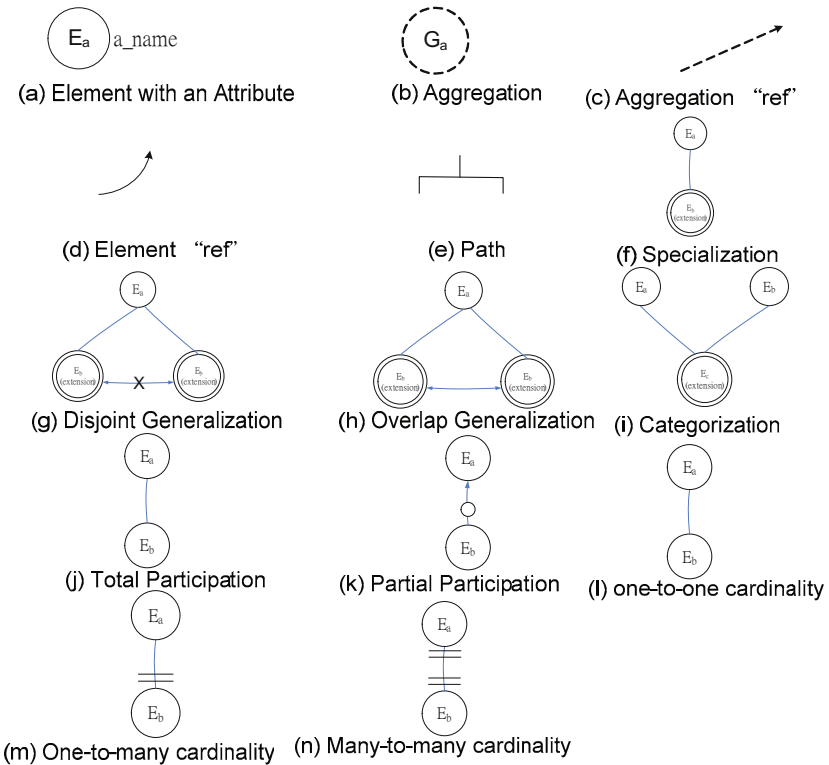 Ea a_name
Ga
(a) Element with an Attribute
(b) Aggregation
(c) Aggregation “ref”
Ea
Eb
(extension)
(d) Element “ref”
(e) Path
(f) Specialization
Ea
Eb
(extension)
X
Eb
(extension)
Ea
Eb
(extension)
Eb
(extension)
Ea
Eb
Ec
(extension)
(g) Disjoint Generalization
(h) Overlap Generalization
(i) Categorization
Ea
Eb
Ea
Eb
Ea
Eb
(j) Total Participation
(k) Partial Participation
(l) one-to-one cardinality
Ea
Eb
Ea
Eb
(m) One-to-many cardinality
(n) Many-to-many cardinality